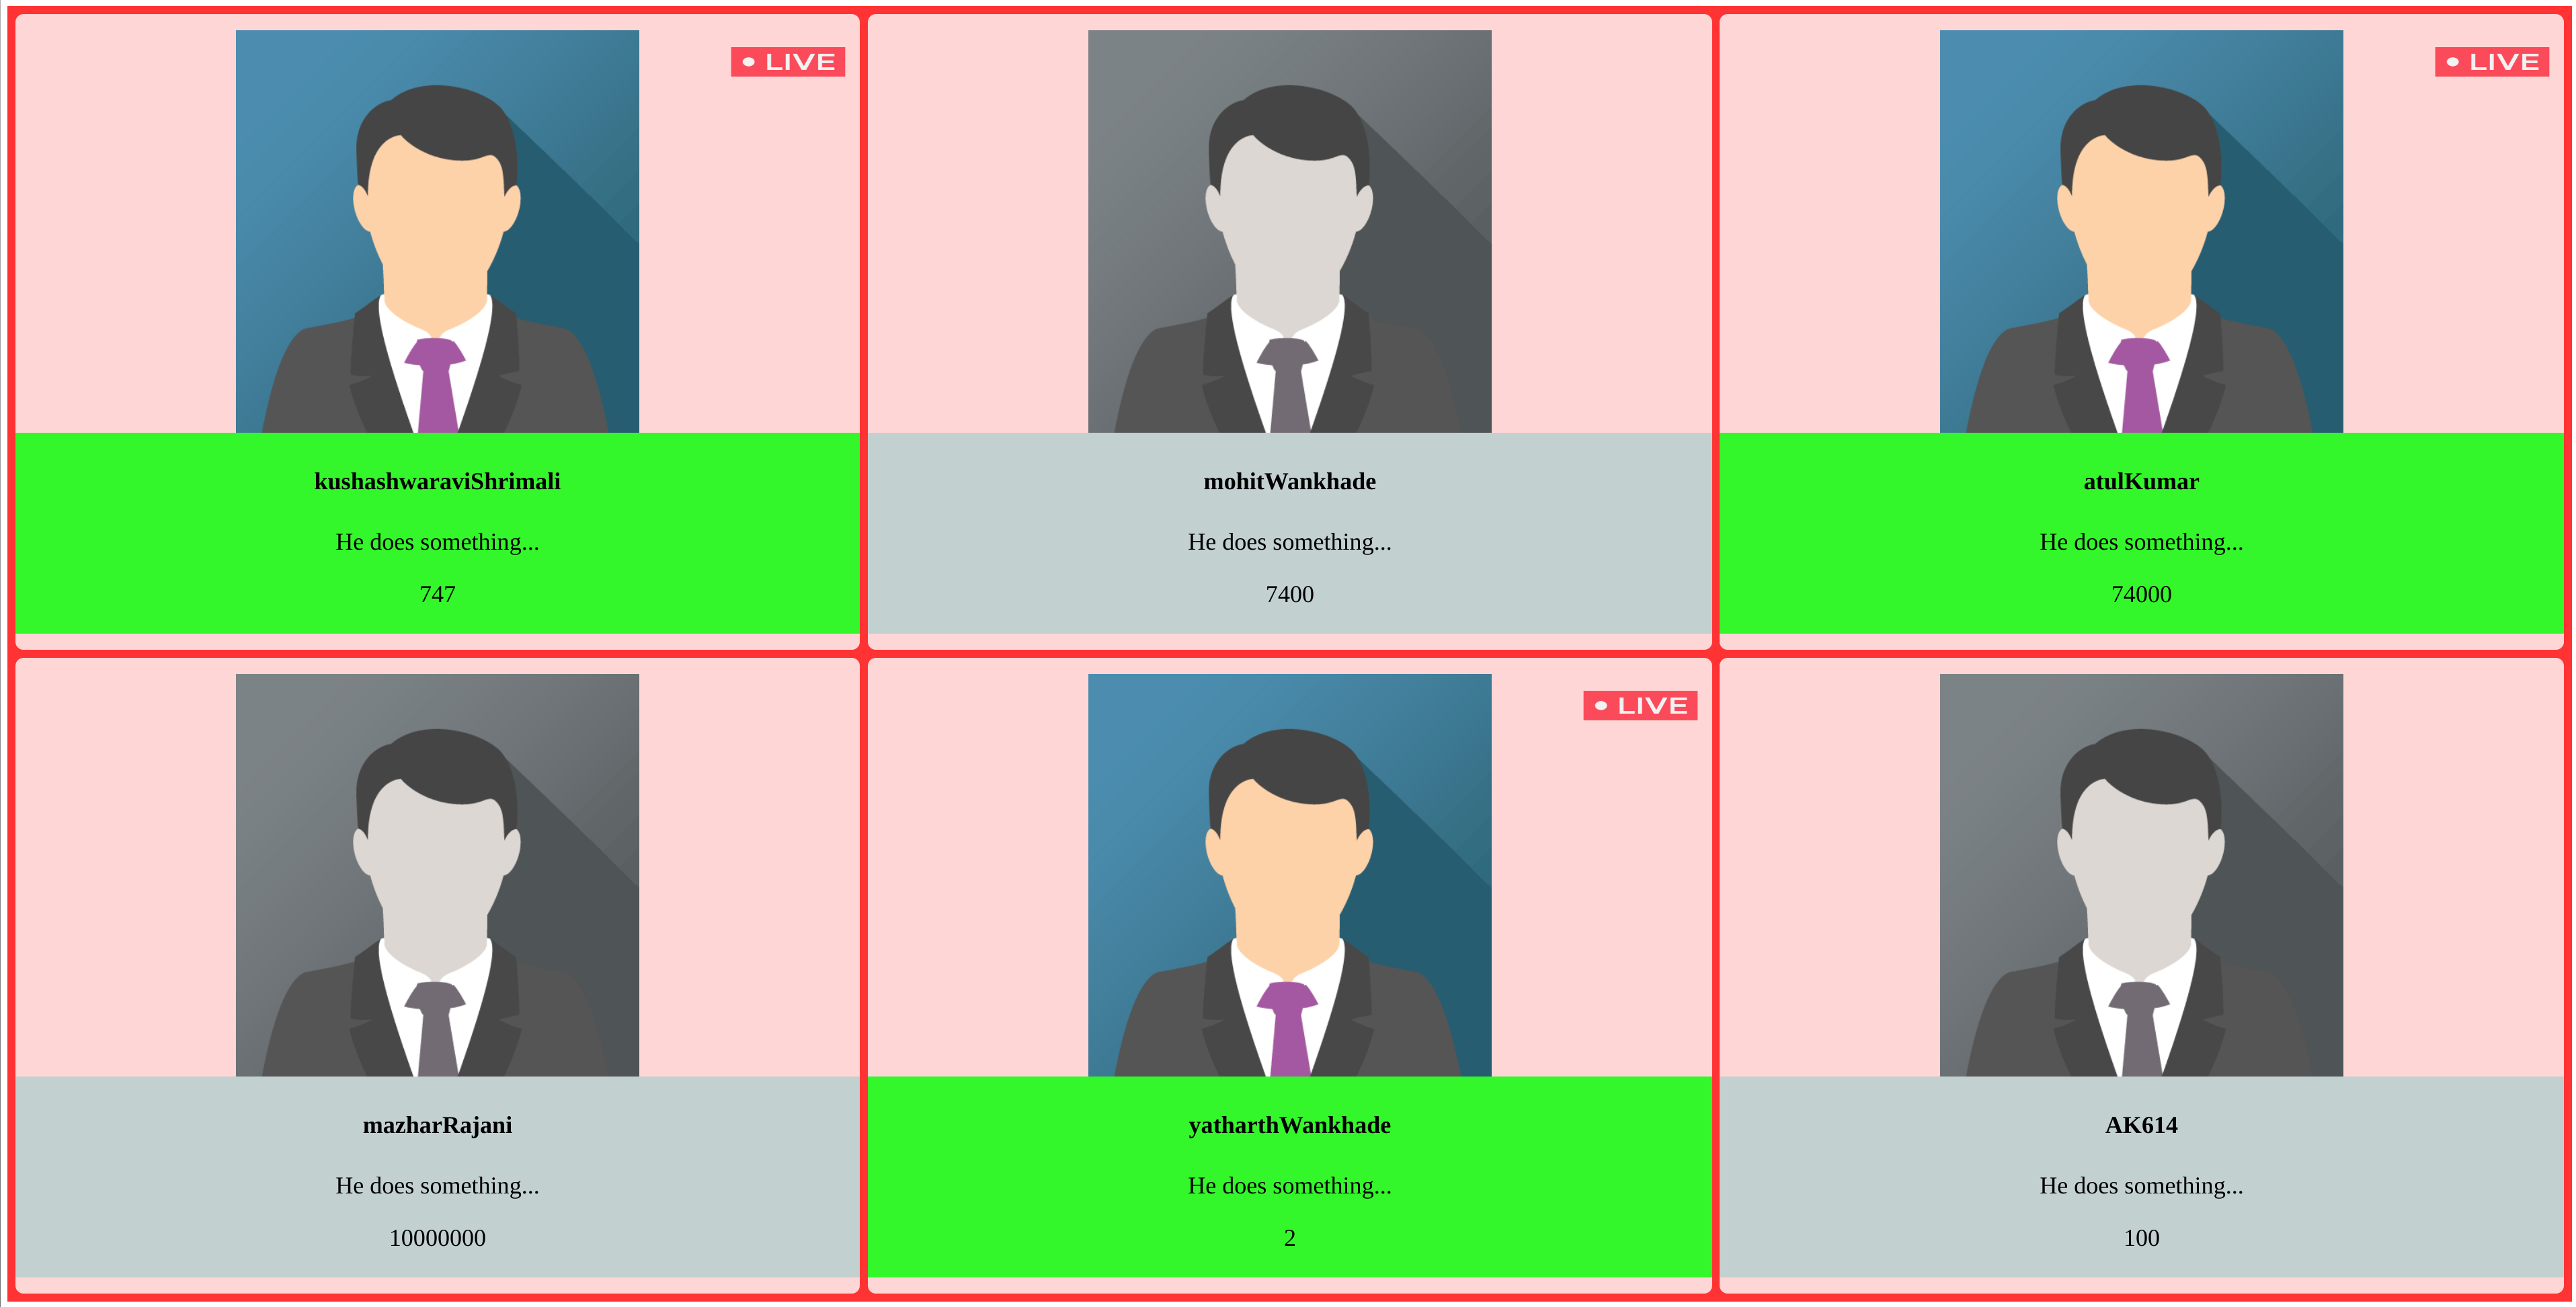 LIVE
kushashwaraviShrimali
He does something...
747
mohitWankhade
He does something...
7400
LIVE
atulKumar
He does something...
74000
mazharRajani
He does something...
10000000
LIVE
yatharthWankhade
He does something...
2
AK614
He does something...
100